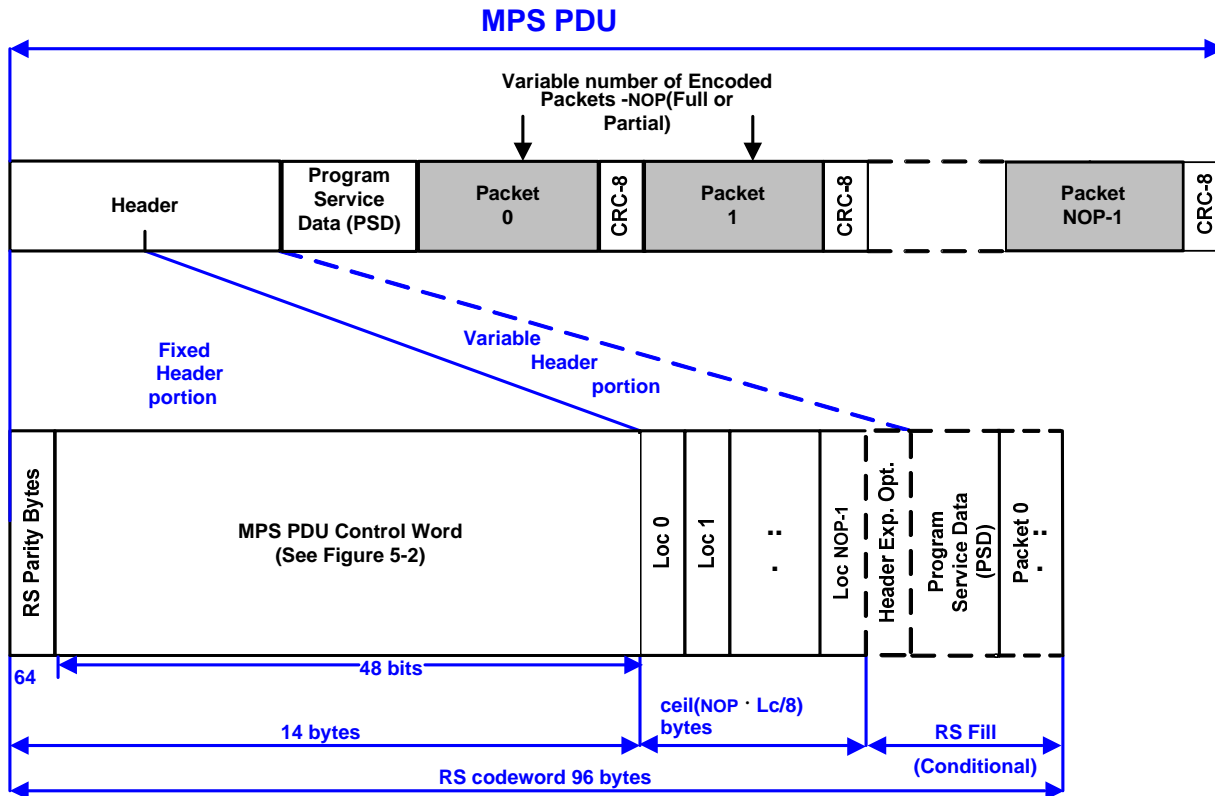 MPS PDU
Variable number of Encoded
Packets -NOP(Full or
Partial)
Header
Program
Service
Data (PSD)
Packet
0
CRC-8
Packet
1
CRC-8
Packet
NOP-1
CRC-8
Fixed
Header
portion
Variable
Header
portion
RS Parity Bytes
MPS PDU Control Word
(See Figure 5-2)
Loc 0
Loc 1
..
.
Loc NOP-1
Header Exp. Opt.
Program
Service Data
(PSD)
Packet 0
. ..
64
48 bits
ceil(NOP · Lc/8)
bytes
14 bytes
RS Fill
(Conditional)
RS codeword 96 bytes